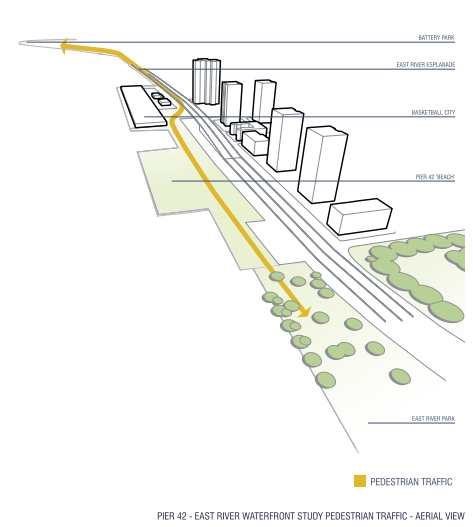 BATTERY PARK
EAST RIVER ESPLANADE
BASKETBALL CITY
PIER 42 'BEACH'
EAST RIVER PARK
PEDESTRIAN TRAFFIC
PIER 42 - EAST RIVER WATERFRONT STUDY PEDESTRIAN TRAFFIC - AERIAL VIEW